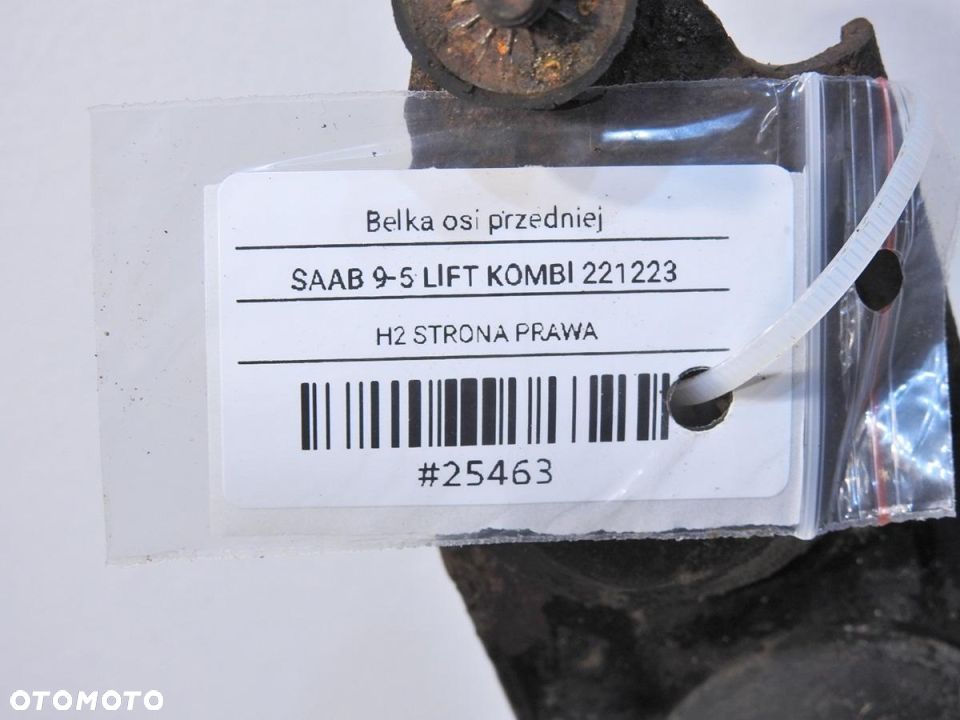 Belka osi przedniej
SAAB 9-5 LIFT KOMBI 221223
H2 STRONA PRAWA
#25463
OTOMOTO